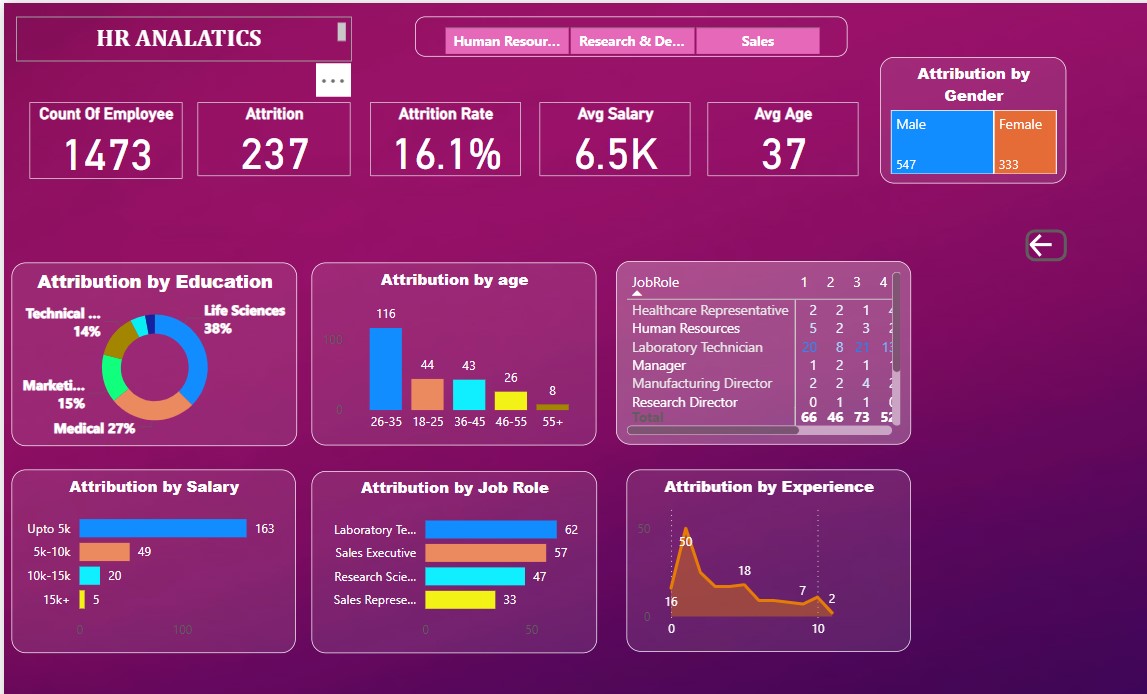 HR ANALATICS
Human Resour...
Research & De...
Sales
...
Count Of Employee
1473
Attrition
237
Attrition Rate
16.1%
Avg Salary
6.5K
Avg Age
37
Attribution by
Gender
Male
547
Female
333
Attribution by Education
Technical ...
14%
Life Sciences
38%
Marketi...
15%
Medical 27%
Attribution by age
100
0
116
44
43
26
8
26-35
18-25
36-45
46-55
55+
JobRole 1 2 3 4
Healthcare Representative 2 2 1
Human Resources 5 2 3
Laboratory Technician 20 8 21
Manager 1 2 1
Manufacturing Director 2 2 4
Research Director 0 1 1
Total 66 46 73 52
Attribution by Salary
Upto 5k 163
5k-10k 49
10k-15k 20
15k+ 5
0 100
Attribution by Job Role
Laboratory Te... 62
Sales Executive 57
Research Scie... 47
Sales Represe... 33
0 50
Attribution by Experience
50
0
16
50
18
7
2
0 10